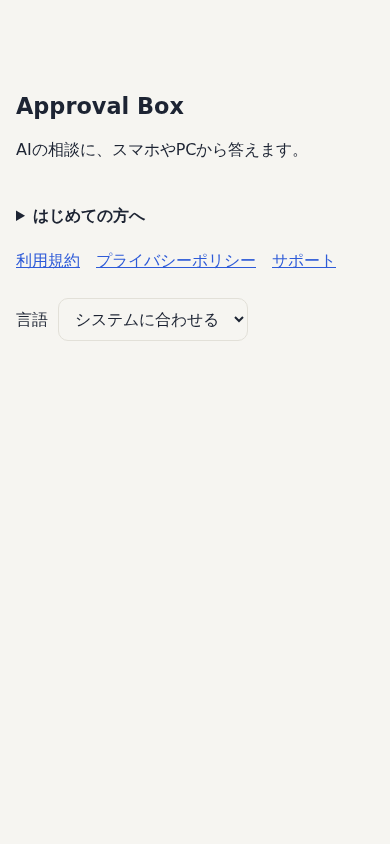 Approval Box
AIの相談に、スマホやPCから答えます。
はじめての方へ
利用規約 プライバシーポリシー サポート
言語 システムに合わせる